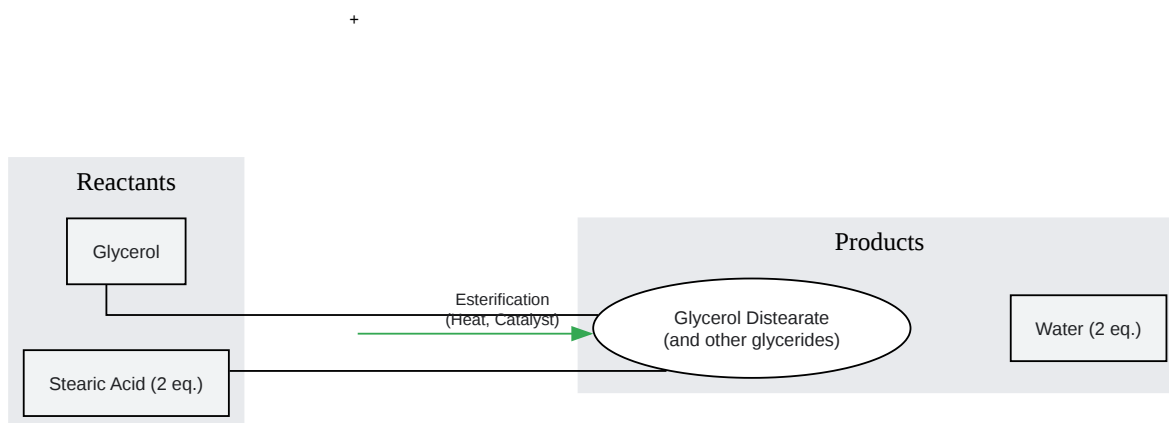 +
Reactants
Glycerol
Stearic Acid (2 eq.)
Esterification
(Heat, Catalyst)
Products
Glycerol Distearate
(and other glycerides)
Water (2 eq.)